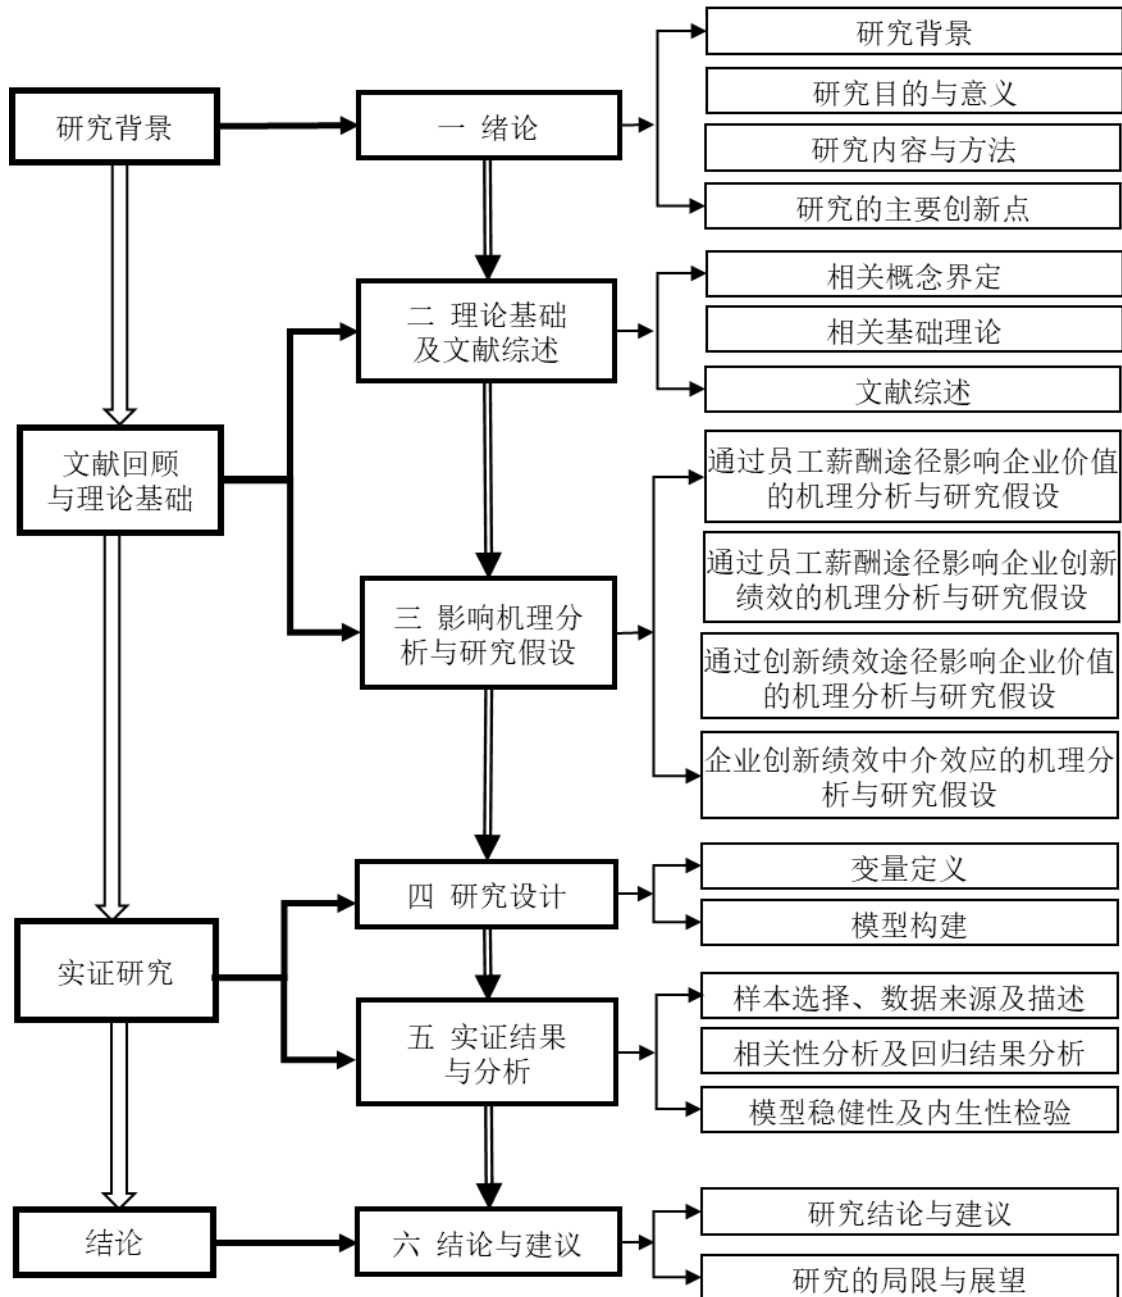 研究背景
一 绪论
研究背景
研究目的与意义
研究内容与方法
研究的主要创新点
文献回顾
与理论基础
二 理论基础
及文献综述
相关概念界定
相关基础理论
文献综述
三 影响机理分
析与研究假设
通过员工薪酬途径影响企业价值
的机理分析与研究假设
通过员工薪酬途径影响企业创新
绩效的机理分析与研究假设
通过创新绩效途径影响企业价值
的机理分析与研究假设
企业创新绩效中介效应的机理分
析与研究假设
实证研究
四 研究设计
变量定义
模型构建
五 实证结果
与分析
样本选择、数据来源及描述
相关性分析及回归结果分析
模型稳健性及内生性检验
结论
六 结论与建议
研究结论与建议
研究的局限与展望